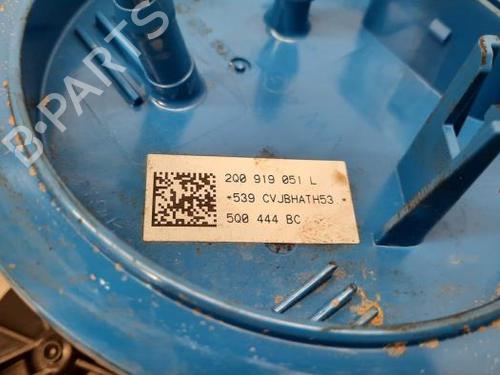 B-PARTS
2Q0 919 051 L
*539 CVJBHATH53 *
5Q0 444 BC